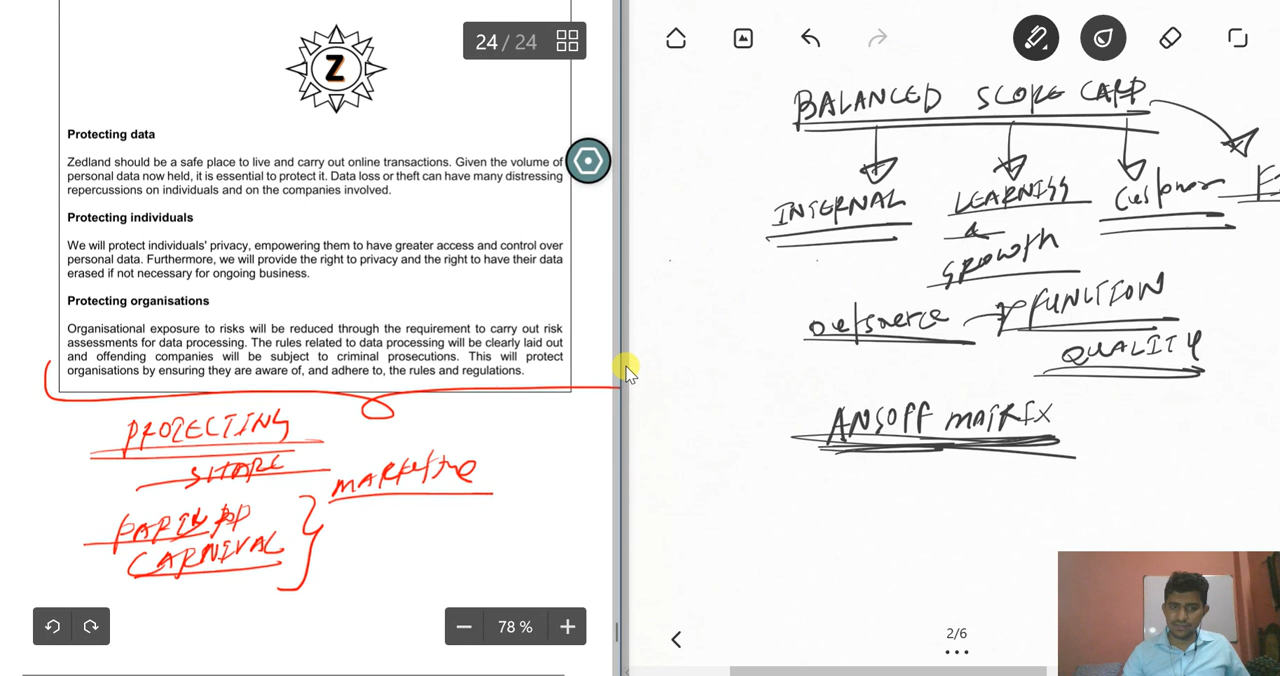 24 / 24
Z
Protecting data
Zedland should be a safe place to live and carry out online transactions. Given the volume of
personal data now held, it is essential to protect it. Data loss or theft can have many distressing
repercussions on individuals and on the companies involved.
Protecting individuals
We will protect individuals' privacy, empowering them to have greater access and control over
personal data. Furthermore, we will provide the right to privacy and the right to have their data
erased if not necessary for ongoing business.
Protecting organisations
Organisational exposure to risks will be reduced through the requirement to carry out risk
assessments for data processing. The rules related to data processing will be clearly laid out
and offending companies will be subject to criminal prosecutions. This will protect
organisations by ensuring they are aware of, and adhere to, the rules and regulations.
PROTECTING
SHARE
MARKETING
CARNIVAL
78 %
BALANCED SCORE CARD
INTERNAL
LEARNING
&
GROWTH
Customer
Outsource
FUNCTION
QUALITY
ANSOFF MATRIX
2/6